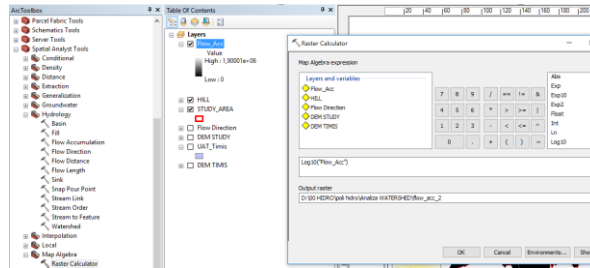 ArcToolbox
Parcel Fabric Tools
Schematics Tools
Server Tools
Spatial Analyst Tools
Conditional
Density
Distance
Extraction
Generalization
Groundwater
Hydrology
Basin
Fill
Flow Accumulation
Flow Direction
Flow Distance
Flow Length
Sink
Snap Pour Point
Stream Link
Stream Order
Stream to Feature
Watershed
Interpolation
Local
Map Algebra
Raster Calculator
Table Of Contents
Layers
Flow_Acc
Value
High : 1,90001e+06
Low : 0
HILL
STUDY_AREA
Flow Direction
DEM STUDY
UAT_Timis
DEM TIMIS
20 40 60 80 100 120 140 160 180 200
Raster Calculator
Map Algebra expression
Layers and variables
Flow_Acc
HILL
Flow Direction
DEM STUDY
DEM TIMIS
7 8 9 / == != &
4 5 6 * > >= |
1 2 3 - < <= ^
0 . + ( ) ~
Abs
Exp
Exp10
Exp2
Float
Int
Ln
Log10
Log10("Flow_Acc")
Output raster
D:\00 HIDRO\poli hidro\Analize WATERSHED\flow_acc_2
OK Cancel Environments... Sho